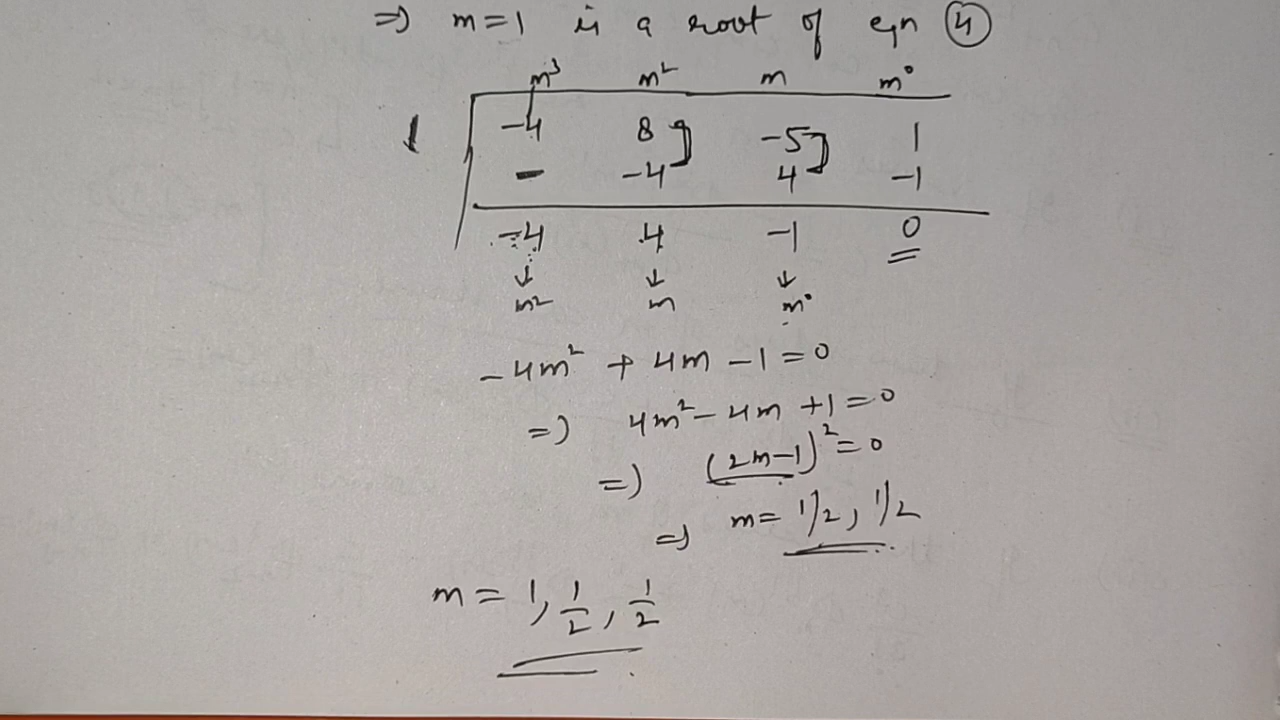 ⇒ m=1 is a root of eqn ④
m³ m² m m⁰
1 -4 8 -5 1
- -4 4 -1
-4 4 -1 0
↓ ↓ ↓
m² m m⁰
-4m² + 4m -1 = 0
=) 4m² - 4m +1 = 0
=) (2m-1)² = 0
=) m= 1/2, 1/2
m = 1, 1/2, 1/2